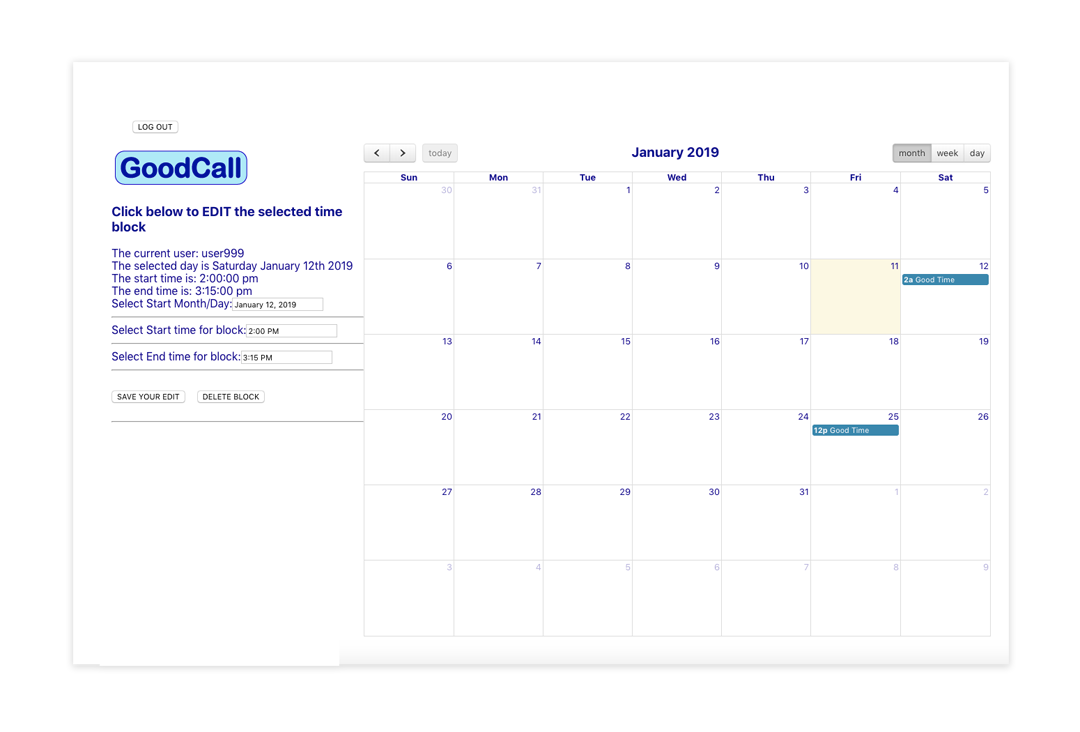 LOG OUT
GoodCall
Click below to EDIT the selected time
block
The current user: user999
The selected day is Saturday January 12th 2019
The start time is: 2:00:00 pm
The end time is: 3:15:00 pm
Select Start Month/Day: January 12, 2019
Select Start time for block: 2:00 PM
Select End time for block: 3:15 PM
SAVE YOUR EDIT DELETE BLOCK
today January 2019 month week day
Sun Mon Tue Wed Thu Fri Sat
30 31 1 2 3 4 5
6 7 8 9 10 11 12
2a Good Time
13 14 15 16 17 18 19
20 21 22 23 24 25 26
12p Good Time
27 28 29 30 31 1 2
3 4 5 6 7 8 9